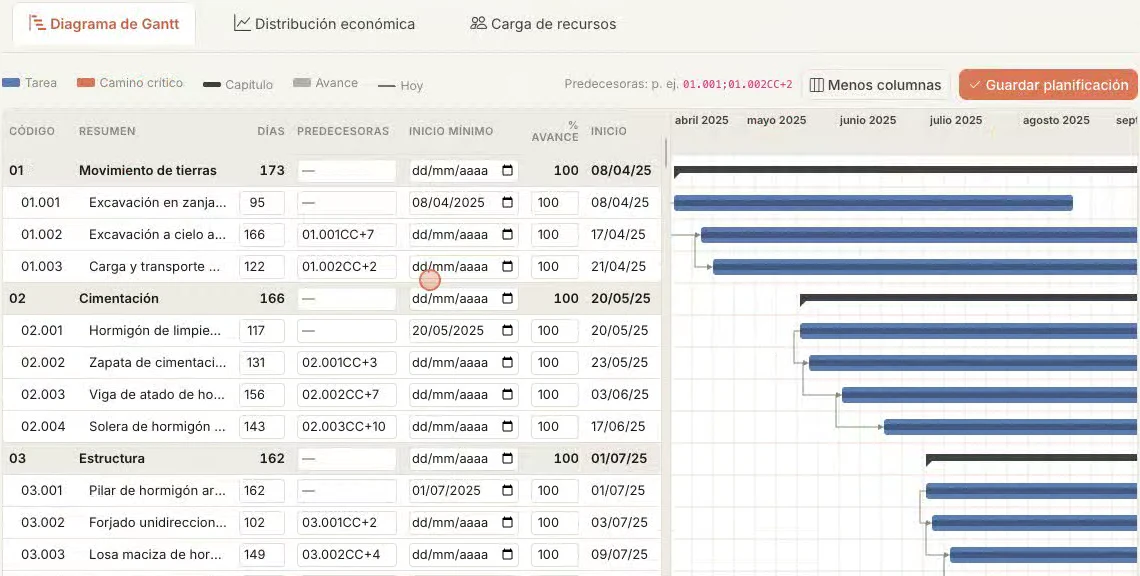 Diagrama de Gantt Distribución económica Carga de recursos
Tarea Camino crítico Capítulo Avance Hoy Predecesoras: p. ej. 01.001;01.002CC+2 Menos columnas Guardar planificación
CÓDIGO RESUMEN DÍAS PREDECESORAS INICIO MÍNIMO % AVANCE INICIO abril 2025 mayo 2025 junio 2025 julio 2025 agosto 2025 sept
01 Movimiento de tierras 173 — dd/mm/aaaa 100 08/04/25
01.001 Excavación en zanja... 95 — 08/04/2025 100 08/04/25
01.002 Excavación a cielo a... 166 01.001CC+7 dd/mm/aaaa 100 17/04/25
01.003 Carga y transporte ... 122 01.002CC+2 dd/mm/aaaa 100 21/04/25
02 Cimentación 166 — dd/mm/aaaa 100 20/05/25
02.001 Hormigón de limpie... 117 — 20/05/2025 100 20/05/25
02.002 Zapata de cimentaci... 131 02.001CC+3 dd/mm/aaaa 100 23/05/25
02.003 Viga de atado de ho... 156 02.002CC+7 dd/mm/aaaa 100 03/06/25
02.004 Solera de hormigón ... 143 02.003CC+10 dd/mm/aaaa 100 17/06/25
03 Estructura 162 — dd/mm/aaaa 100 01/07/25
03.001 Pilar de hormigón ar... 162 — 01/07/2025 100 01/07/25
03.002 Forjado unidireccion... 102 03.001CC+2 dd/mm/aaaa 100 03/07/25
03.003 Losa maciza de hor... 149 03.002CC+4 dd/mm/aaaa 100 09/07/25